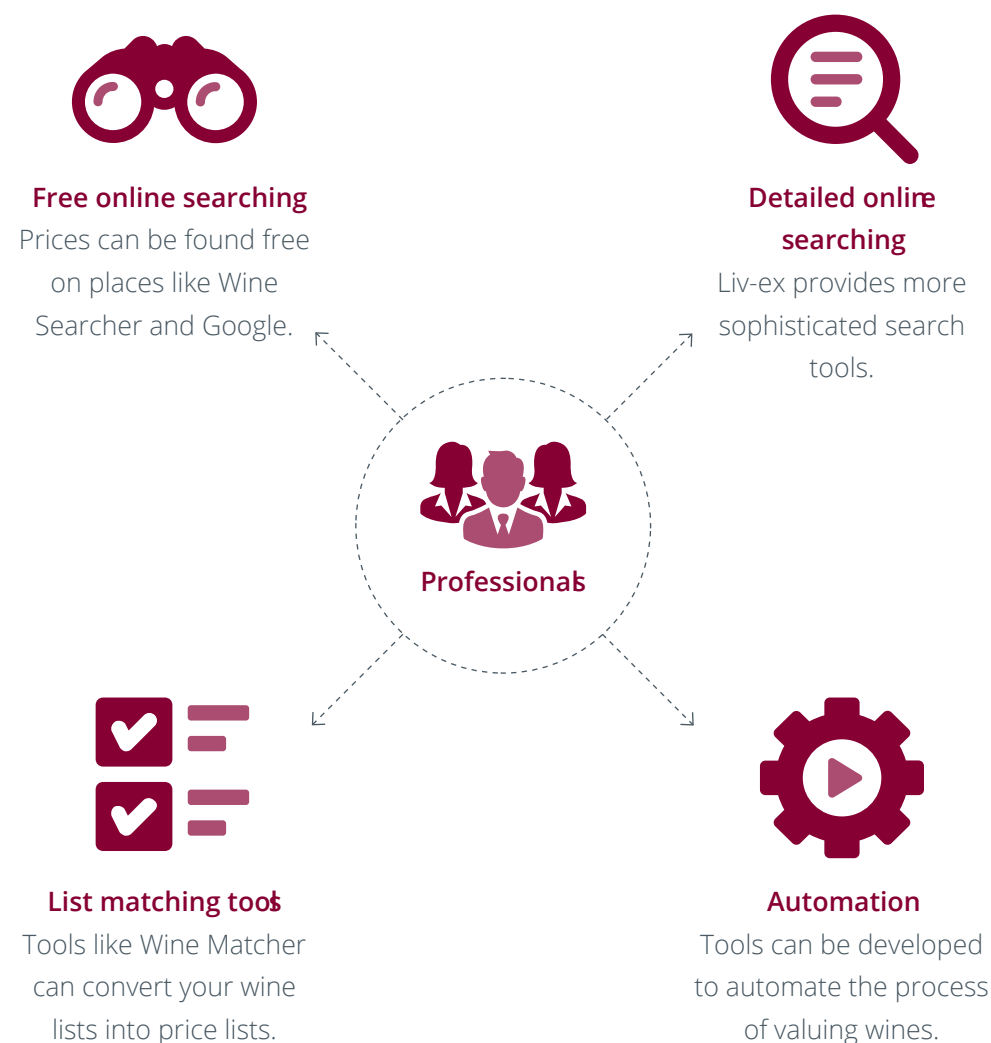 Free online searching
Prices can be found free
on places like Wine
Searcher and Google.
Detailed online
searching
Liv-ex provides more
sophisticated search
tools.
Professionals
List matching tools
Tools like Wine Matcher
can convert your wine
lists into price lists.
Automation
Tools can be developed
to automate the process
of valuing wines.